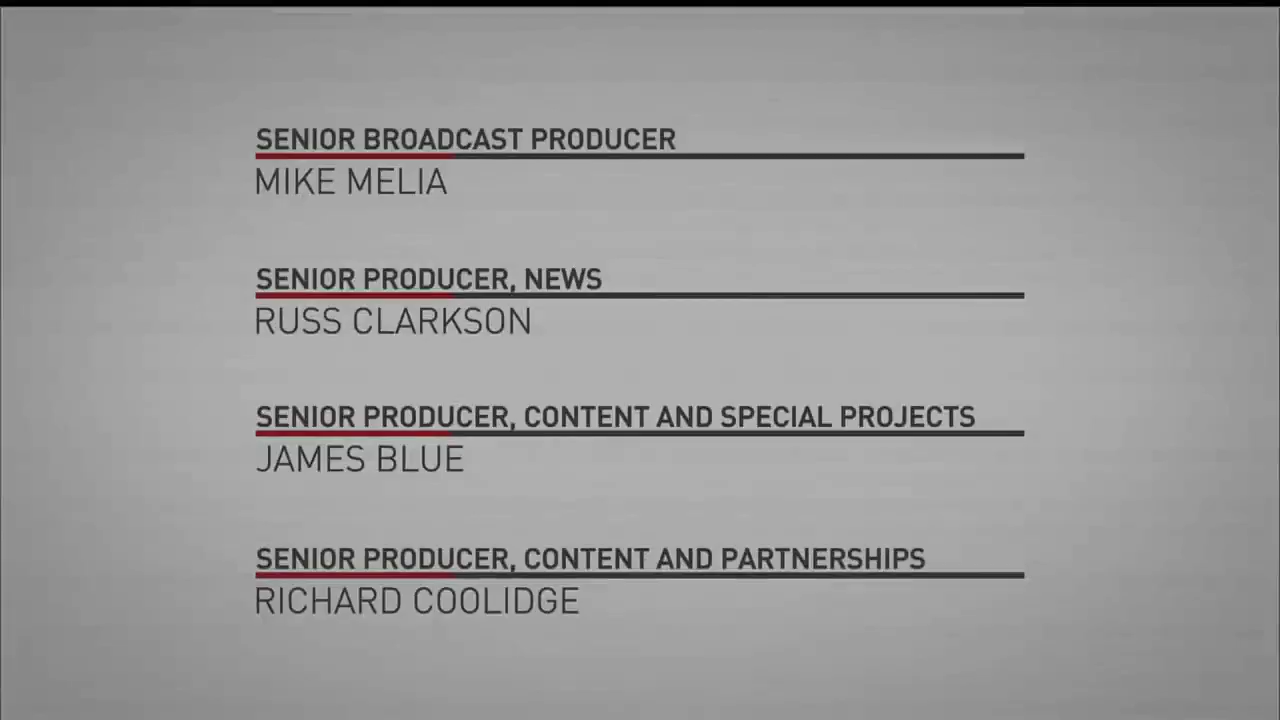 SENIOR BROADCAST PRODUCER
MIKE MELIA
SENIOR PRODUCER, NEWS
RUSS CLARKSON
SENIOR PRODUCER, CONTENT AND SPECIAL PROJECTS
JAMES BLUE
SENIOR PRODUCER, CONTENT AND PARTNERSHIPS
RICHARD COOLIDGE